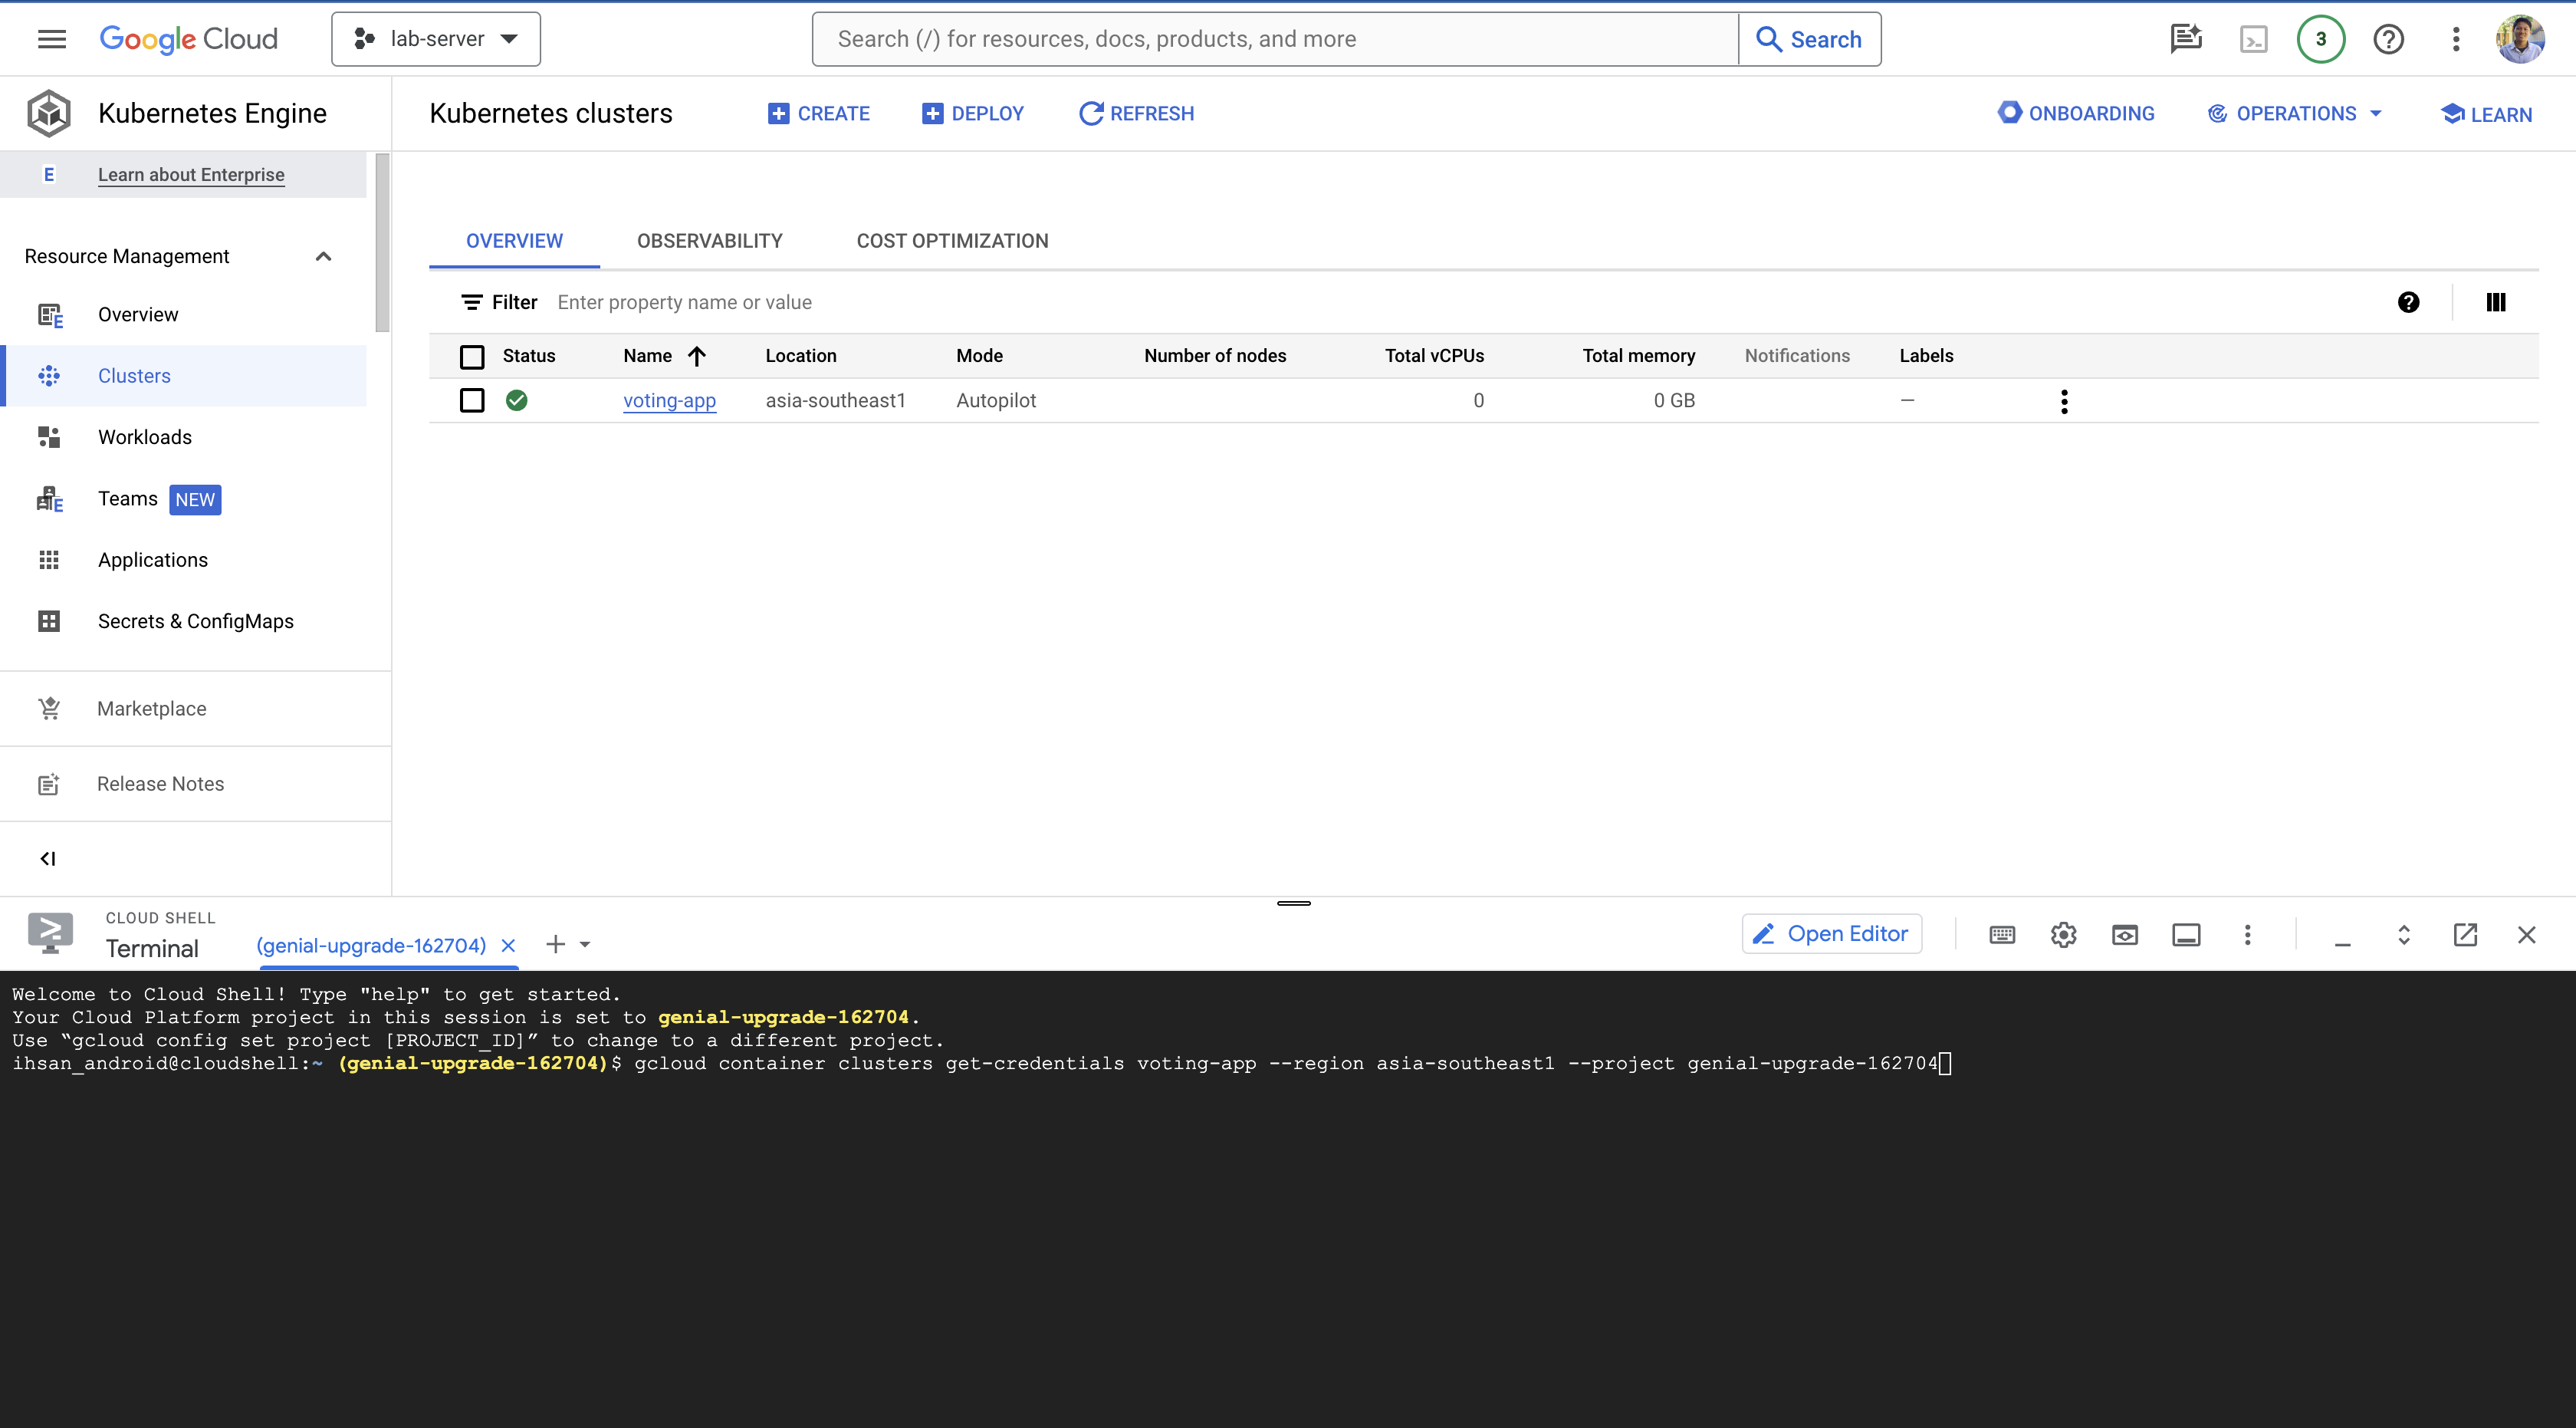 Google Cloud
lab-server
Search (/) for resources, docs, products, and more
Search
3
Kubernetes Engine
Kubernetes clusters
CREATE
DEPLOY
REFRESH
ONBOARDING
OPERATIONS
LEARN
E
Learn about Enterprise
Resource Management
Overview
Clusters
Workloads
Teams NEW
Applications
Secrets & ConfigMaps
Marketplace
Release Notes
OVERVIEW
OBSERVABILITY
COST OPTIMIZATION
Filter Enter property name or value
Status Name Location Mode Number of nodes Total vCPUs Total memory Notifications Labels
voting-app asia-southeast1 Autopilot 0 0 GB —
CLOUD SHELL
Terminal
(genial-upgrade-162704)
Open Editor
Welcome to Cloud Shell! Type "help" to get started.
Your Cloud Platform project in this session is set to genial-upgrade-162704.
Use “gcloud config set project [PROJECT_ID]” to change to a different project.
ihsan_android@cloudshell:~ (genial-upgrade-162704)$ gcloud container clusters get-credentials voting-app --region asia-southeast1 --project genial-upgrade-162704